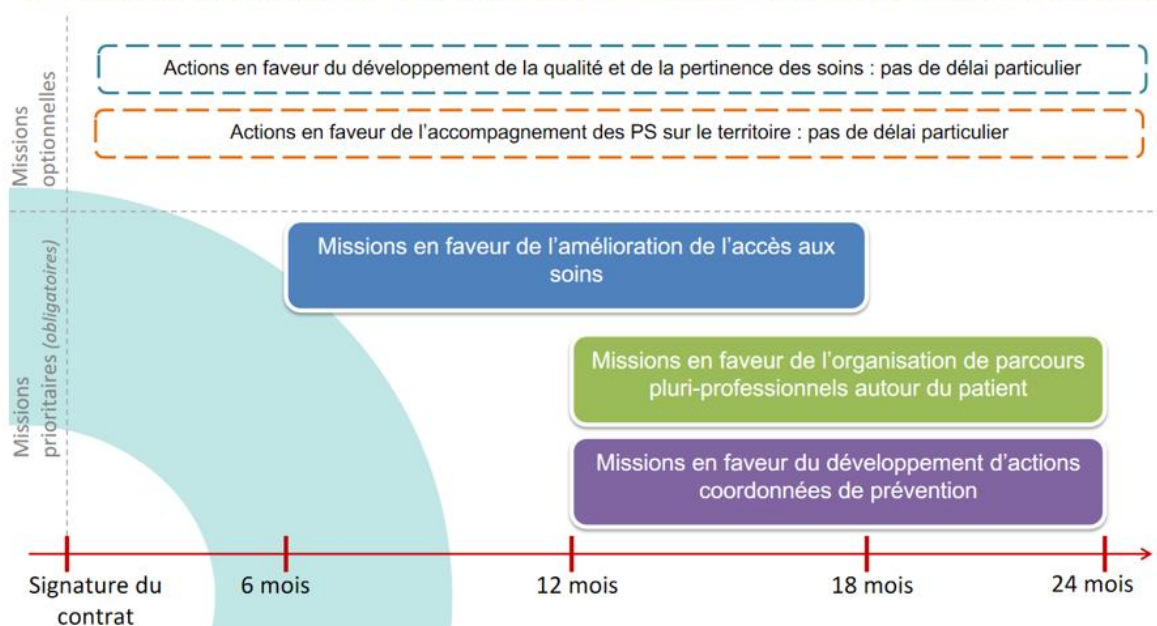 Missions
optionnelles
Actions en faveur du développement de la qualité et de la pertinence des soins : pas de délai particulier
Actions en faveur de l’accompagnement des PS sur le territoire : pas de délai particulier
Missions
prioritaires (obligatoires)
Missions en faveur de l’amélioration de l’accès aux
soins
Missions en faveur de l’organisation de parcours
pluri-professionnels autour du patient
Missions en faveur du développement d’actions
coordonnées de prévention
Signature du
contrat
6 mois
12 mois
18 mois
24 mois